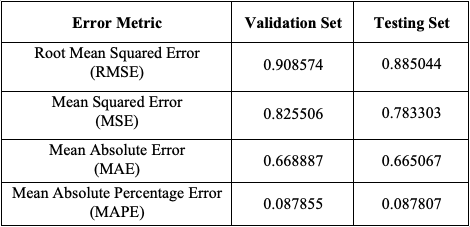 Error Metric Validation Set Testing Set
Root Mean Squared Error
(RMSE) 0.908574 0.885044
Mean Squared Error
(MSE) 0.825506 0.783303
Mean Absolute Error
(MAE) 0.668887 0.665067
Mean Absolute Percentage Error
(MAPE) 0.087855 0.087807